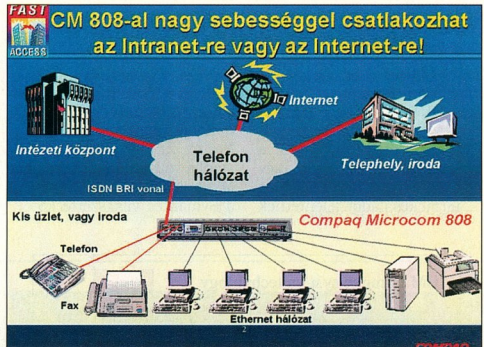 FAST
ACCESS
CM 808-al nagy sebességgel csatlakozhat
az Intranet-re vagy az Internet-re!
Internet
Intézeti központ
Telefon
hálózat
Telephely, iroda
ISDN BRI vonal
Kis üzlet, vagy iroda
Compaq Microcom 808
Telefon
Fax
Ethernet hálózat
2